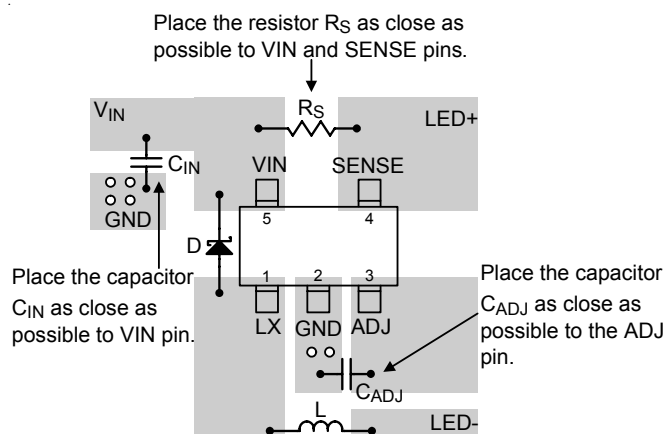 Place the resistor RS as close as
possible to VIN and SENSE pins.
RS
VIN
LED+
CIN
VIN
SENSE
GND
5
4
D
Place the capacitor
CIN as close as
possible to VIN pin.
1
2
3
LX
GND
ADJ
Place the capacitor
CADJ as close as
possible to the ADJ
pin.
CADJ
L
LED-